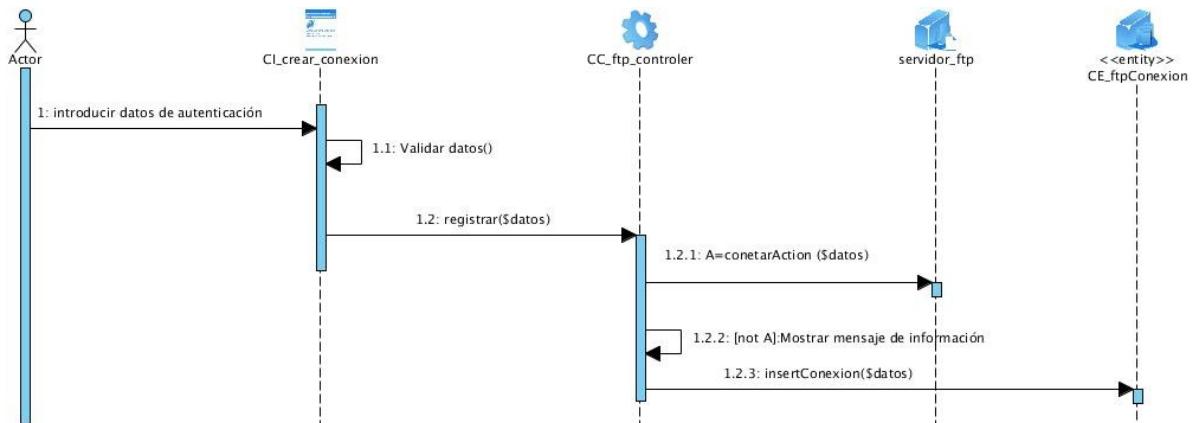 Actor
CI_crear_conexion
CC_ftp_controler
servidor_ftp
<<entity>>
CE_ftpConexion
1: introducir datos de autenticación
1.1: Validar datos()
1.2: registrar($datos)
1.2.1: A=conetarAction ($datos)
1.2.2: [not A]:Mostrar mensaje de información
1.2.3: insertConexion($datos)